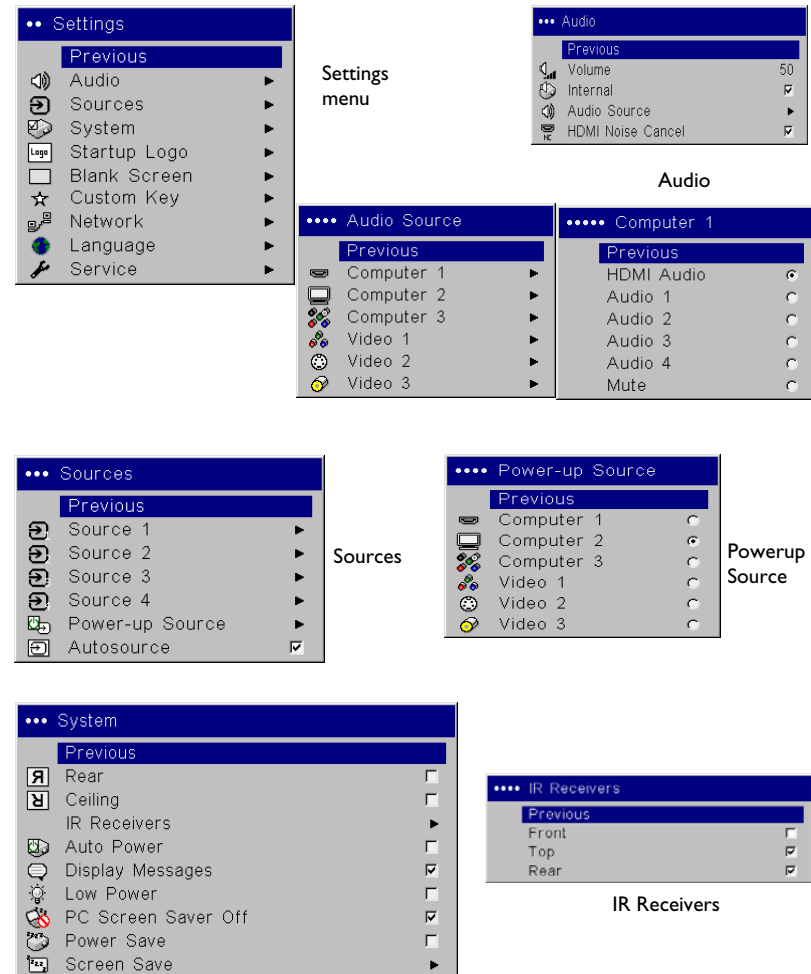 Settings
Previous
Audio
Sources
System
Logo Startup Logo
Blank Screen
Custom Key
Network
Language
Service
Settings
menu
Audio
Previous
Volume 50
Internal
Audio Source
NC HDMI Noise Cancel
Audio
Audio Source
Previous
Computer 1
Computer 2
Computer 3
Video 1
Video 2
Video 3
Computer 1
Previous
HDMI Audio
Audio 1
Audio 2
Audio 3
Audio 4
Mute
Sources
Previous
Source 1
Source 2
Source 3
Source 4
Power-up Source
Autosource
Sources
Power-up Source
Previous
Computer 1
Computer 2
Computer 3
Video 1
Video 2
Video 3
Powerup
Source
System
Previous
Rear
Ceiling
IR Receivers
Auto Power
Display Messages
Low Power
PC Screen Saver Off
Power Save
Screen Save
IR Receivers
Previous
Front
Top
Rear
IR Receivers